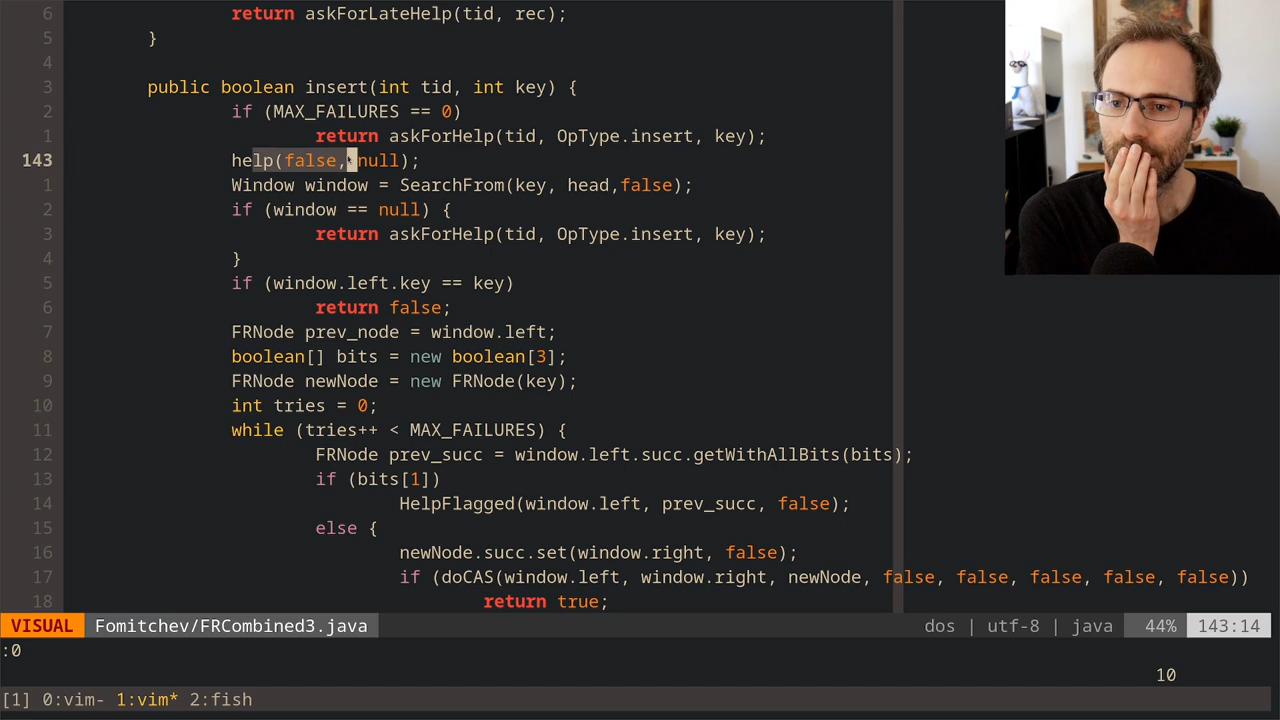 6 return askForLateHelp(tid, rec);
5 }
4
3 public boolean insert(int tid, int key) {
2 if (MAX_FAILURES == 0)
1 return askForHelp(tid, OpType.insert, key);
143 help(false, null);
1 Window window = SearchFrom(key, head,false);
2 if (window == null) {
3 return askForHelp(tid, OpType.insert, key);
4 }
5 if (window.left.key == key)
6 return false;
7 FRNode prev_node = window.left;
8 boolean[] bits = new boolean[3];
9 FRNode newNode = new FRNode(key);
10 int tries = 0;
11 while (tries++ < MAX_FAILURES) {
12 FRNode prev_succ = window.left.succ.getWithAllBits(bits);
13 if (bits[1])
14 HelpFlagged(window.left, prev_succ, false);
15 else {
16 newNode.succ.set(window.right, false);
17 if (doCAS(window.left, window.right, newNode, false, false, false, false, false))
18 return true;
VISUAL Fomitchev/FRCombined3.java dos | utf-8 | java 44% 143:14
:0
10
[1] 0:vim- 1:vim* 2:fish